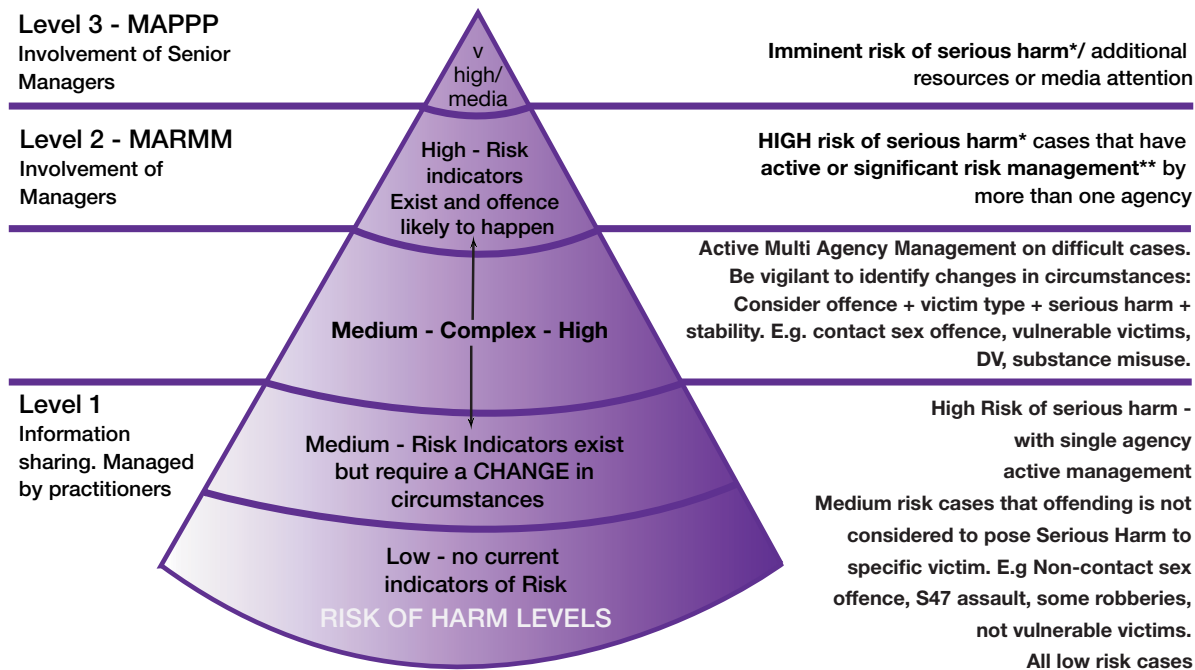 Level 3 - MAPPP
Involvement of Senior
Managers
v
high/
media
Imminent risk of serious harm*/ additional
resources or media attention
Level 2 - MARMM
Involvement of
Managers
High - Risk
indicators
Exist and offence
likely to happen
HIGH risk of serious harm* cases that have
active or significant risk management** by
more than one agency
Medium - Complex - High
Active Multi Agency Management on difficult cases.
Be vigilant to identify changes in circumstances:
Consider offence + victim type + serious harm +
stability. E.g. contact sex offence, vulnerable victims,
DV, substance misuse.
Level 1
Information
sharing. Managed
by practitioners
Medium - Risk Indicators exist
but require a CHANGE in
circumstances
Low - no current
indicators of Risk
RISK OF HARM LEVELS
High Risk of serious harm -
with single agency
active management
Medium risk cases that offending is not
considered to pose Serious Harm to
specific victim. E.g Non-contact sex
offence, S47 assault, some robberies,
not vulnerable victims.
All low risk cases